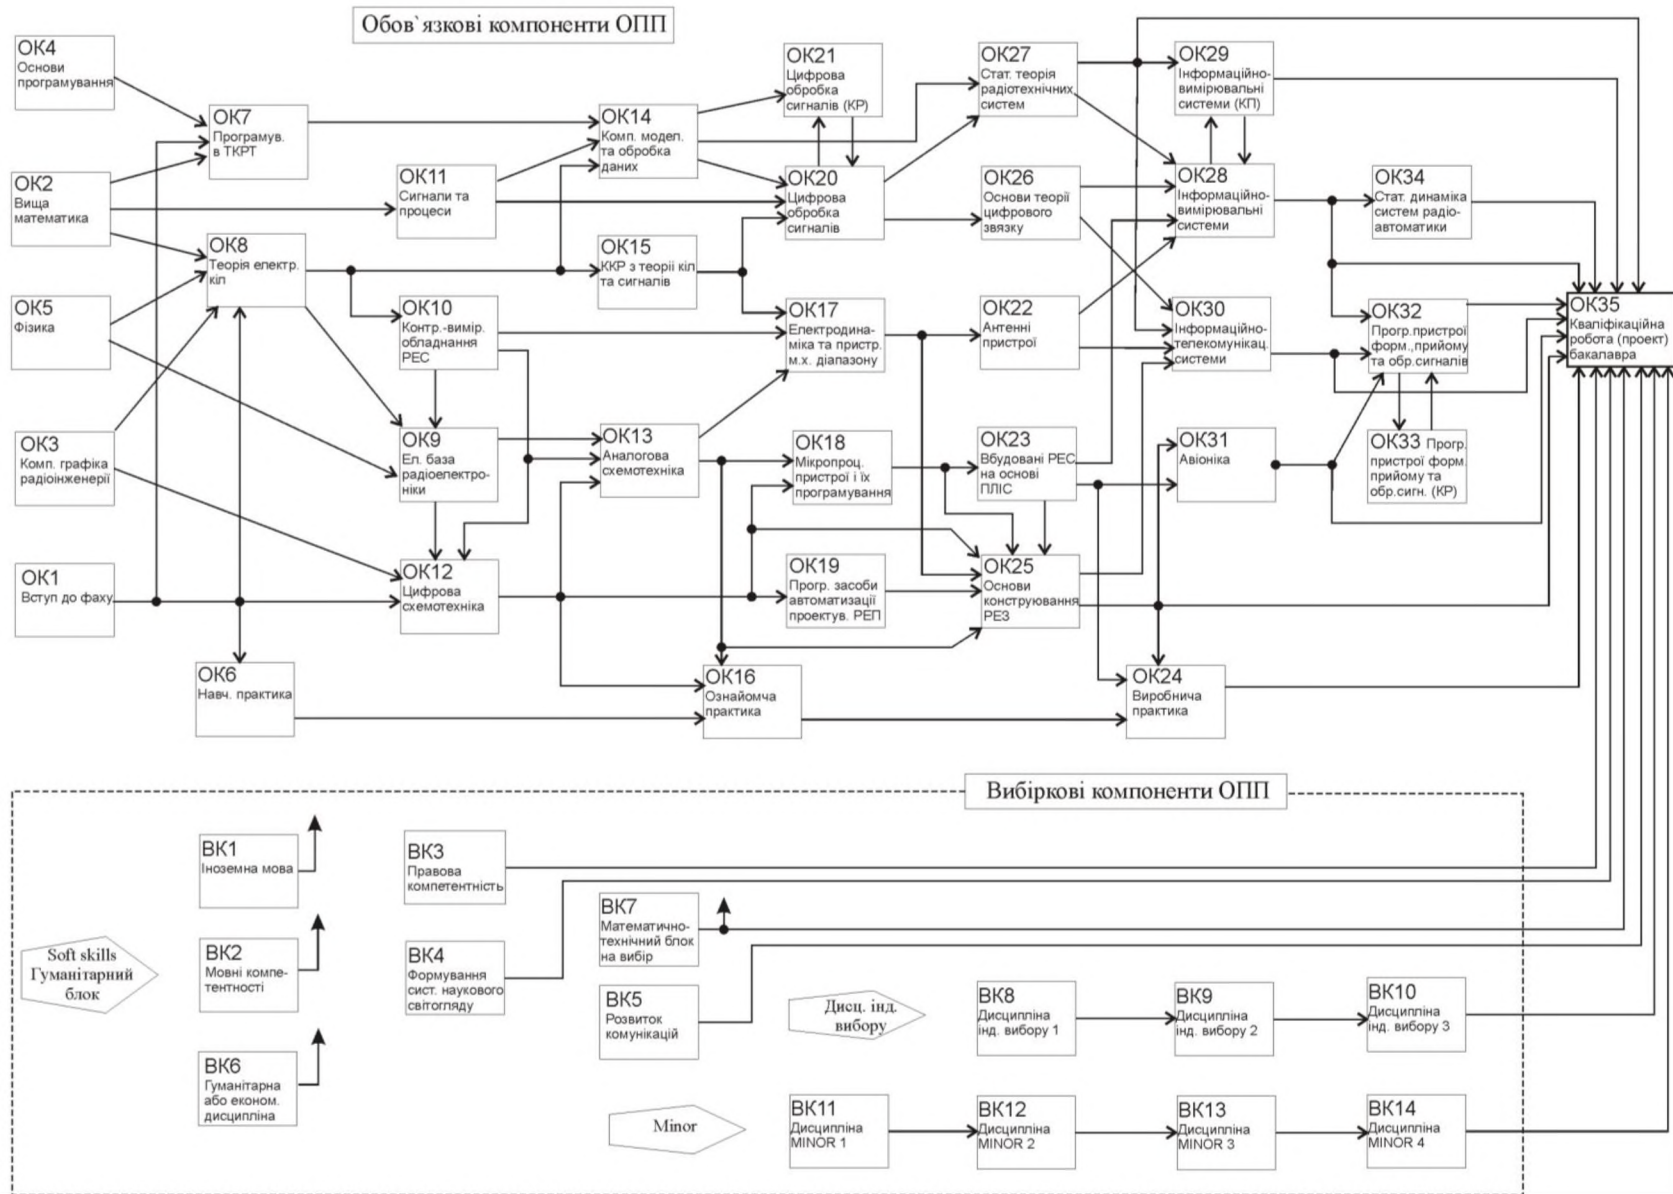 Обов`язкові компоненти ОПП
ОК4
Основи
програмування
ОК2
Вища
математика
ОК5
Фізика
ОК3
Комп. графіка
радіоінженерії
ОК1
Вступ до фаху
ОК7
Програмув.
в ТКРТ
ОК8
Теорія електр.
кіл
ОК6
Навч. практика
ОК11
Сигнали та
процеси
ОК10
Контр.-вимір.
обладнання
РЕС
ОК9
Ел. база
радіоелектро-
ніки
ОК12
Цифрова
схемотехніка
ОК14
Комп. модел.
та обробка
даних
ОК15
ККР з теорії кіл
та сигналів
ОК13
Аналогова
схемотехніка
ОК16
Ознайомча
практика
ОК21
Цифрова
обробка
сигналів (КР)
ОК20
Цифрова
обробка
сигналів
ОК17
Електродина-
міка та пристр.
м.х. діапазону
ОК18
Мікропроц.
пристрої і їх
програмування
ОК19
Прогр. засоби
автоматизації
проектув. РЕП
ОК27
Стат. теорія
радіотехнічних
систем
ОК26
Основи теорії
цифрового
звязку
ОК22
Антенні
пристрої
ОК23
Вбудовані РЕС
на основі
ПЛІС
ОК25
Основи
конструювання
РЕЗ
ОК24
Виробнича
практика
ОК29
Інформаційно-
вимірювальні
системи (КП)
ОК28
Інформаційно-
вимірювальні
системи
ОК30
Інформаційно-
телекомунікац.
системи
ОК31
Авіоніка
ОК34
Стат. динаміка
систем радіо-
автоматики
ОК32
Прогр.пристрої
форм.,прийому
та обр.сигналів
ОК33 Прогр.
пристрої форм.
прийому та
обр.сигн. (КР)
ОК35
Кваліфікаційна
робота (проект)
бакалавра
Вибіркові компоненти ОПП
Soft skills
Гуманітарний
блок
ВК1
Іноземна мова
ВК2
Мовні компе-
тентності
ВК6
Гуманітарна
або економ.
дисципліна
ВК3
Правова
компетентність
ВК4
Формування
сист. наукового
світогляду
ВК7
Математично-
технічний блок
на вибір
ВК5
Розвиток
комунікацій
Дисц. інд.
вибору
ВК8
Дисципліна
інд. вибору 1
ВК9
Дисципліна
інд. вибору 2
ВК10
Дисципліна
інд. вибору 3
Minor
ВК11
Дисципліна
MINOR 1
ВК12
Дисципліна
MINOR 2
ВК13
Дисципліна
MINOR 3
ВК14
Дисципліна
MINOR 4